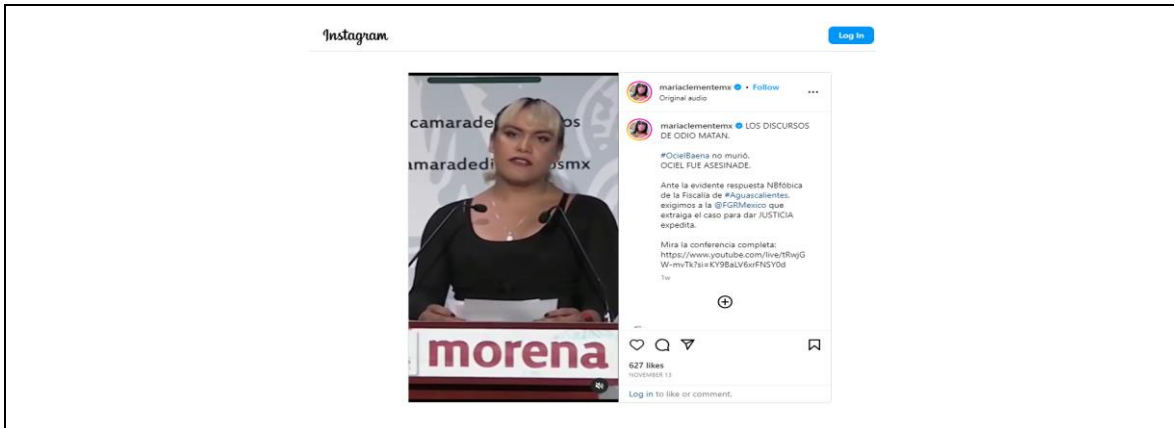 Instagram
Log In
camarade os
amaradedi osmx
morena
mariaclementemx • Follow
Original audio
mariaclementemx LOS DISCURSOS
DE ODIO MATAN.
#OcielBaena no murió.
OCIEL FUE ASESINADE.
Ante la evidente respuesta NBfóbica
de la Fiscalía de #Aguascalientes,
exigimos a la @FGRMexico que
extraiga el caso para dar JUSTICIA
expedita.
Mira la conferencia completa:
https://www.youtube.com/live/tRwjG
W-mvTk?si=KY9BaLV6xrFNSY0d
1w
627 likes
NOVEMBER 13
Log in to like or comment.